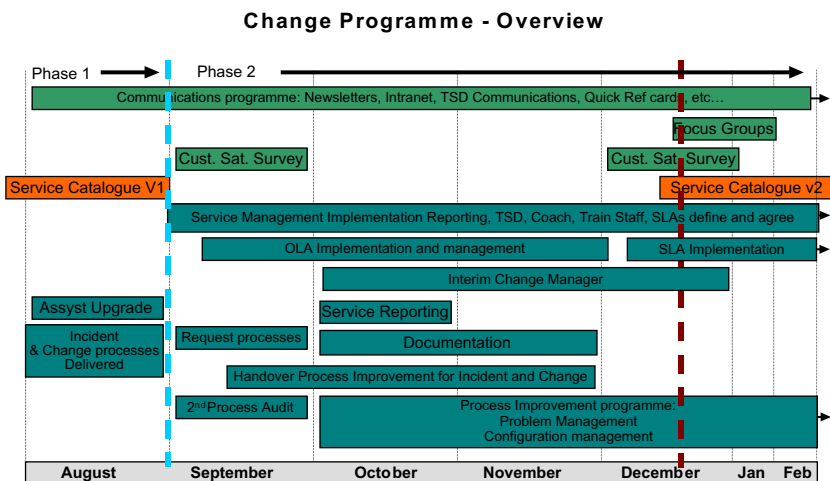 Change Programme - Overview
Phase 1
Phase 2
Communications programme: Newsletters, Intranet, TSD Communications, Quick Ref cards, etc…
Focus Groups
Cust. Sat. Survey
Cust. Sat. Survey
Service Catalogue V1
Service Catalogue v2
Service Management Implementation Reporting, TSD, Coach, Train Staff, SLAs define and agree
OLA Implementation and management
SLA Implementation
Interim Change Manager
Assyst Upgrade
Service Reporting
Incident
& Change processes
Delivered
Request processes
Documentation
Handover Process Improvement for Incident and Change
2nd Process Audit
Process Improvement programme:
Problem Management
Configuration management
August
September
October
November
December
Jan
Feb